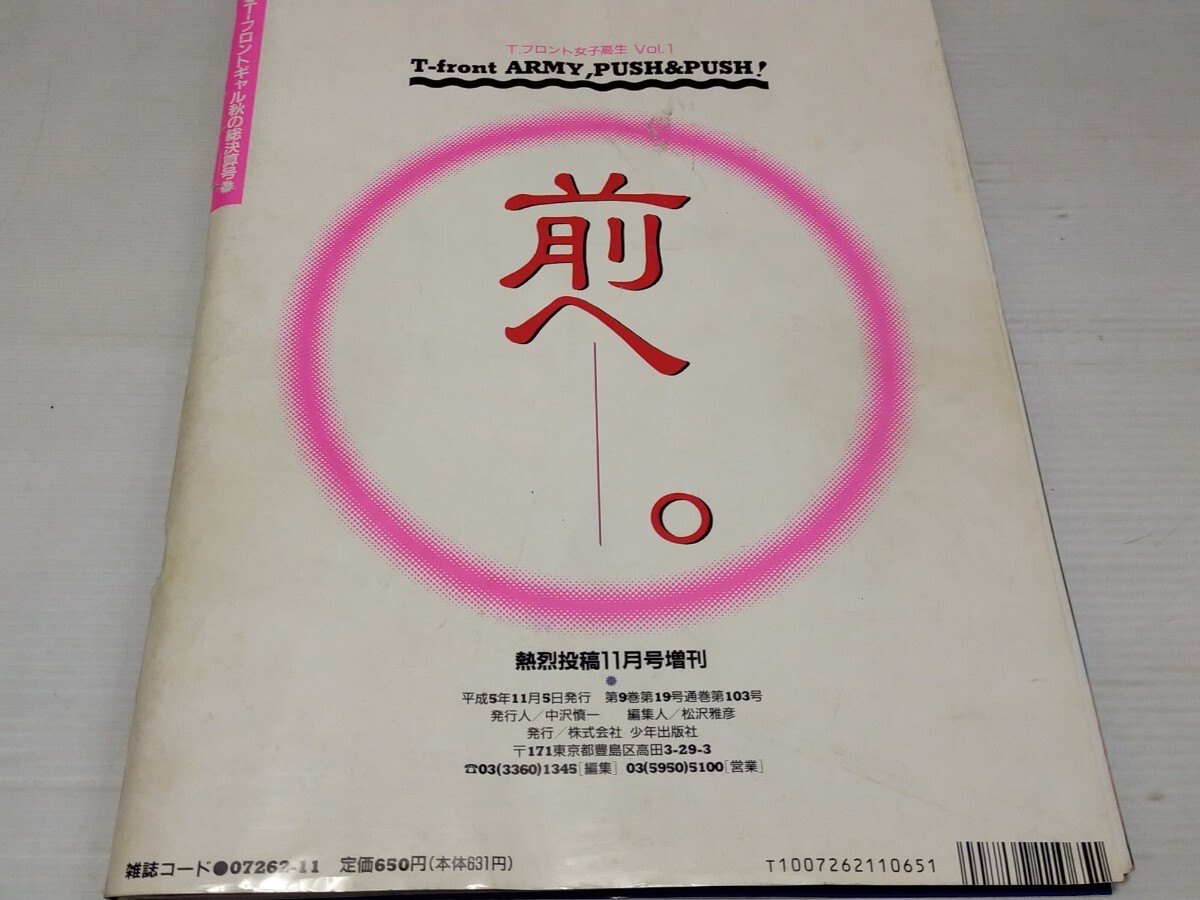 T-フロントギャル秋の総決算号
T.フロント女子高生 Vol.1
T-front ARMY,PUSH&PUSH!
前へ
。
熱烈投稿11月号増刊
平成5年11月5日発行 第9巻第19号通巻第103号
発行人／中沢慎一 編集人／松沢雅彦
発行／株式会社 少年出版社
〒171東京都豊島区高田3-29-3
☎03(3360)1345[編集] 03(5950)5100[営業]
雑誌コード●07262-11 定価650円(本体631円)
T1007262110651